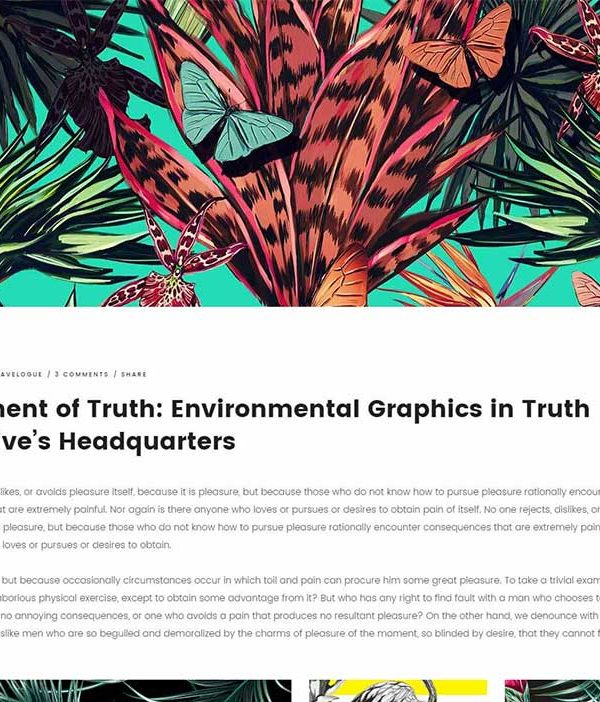 AVELOGUE / 3 COMMENTS / SHARE
ent of Truth: Environmental Graphics in Truth
ve's Headquarters
likes, or avoids pleasure itself, because it is pleasure, but because those who do not know how to pursue pleasure rationally encoun
at are extremely painful. Nor again is there anyone who loves or pursues or desires to obtain pain of itself. No one rejects, dislikes, or
pleasure, but because those who do not know how to pursue pleasure rationally encounter consequences that are extremely pain
loves or pursues or desires to obtain.
but because occasionally circumstances occur in which toil and pain can procure him some great pleasure. To take a trivial exam
aborious physical exercise, except to obtain some advantage from it? But who has any right to find fault with a man who chooses t
no annoying consequences, or one who avoids a pain that produces no resultant pleasure? On the other hand, we denounce with
slike men who are so beguiled and demoralized by the charms of pleasure of the moment, so blinded by desire, that they cannot f